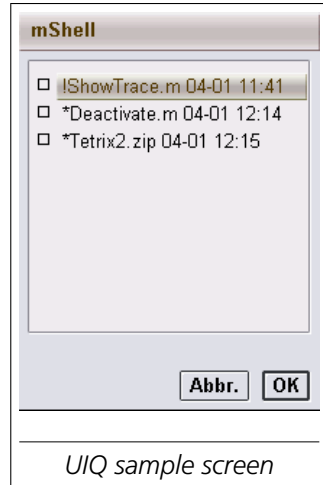 mShell
!ShowTrace.m 04-01 11:41
*Deactivate.m 04-01 12:14
*Tetrix2.zip 04-01 12:15
Abbr. OK
UIQ sample screen